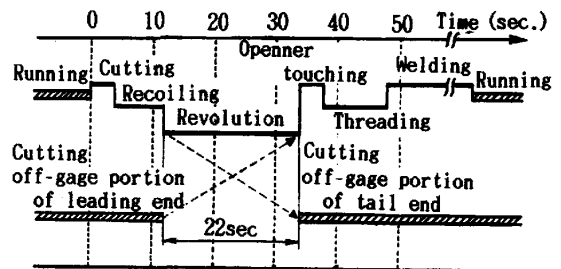 0 10 20 30 40 50 Time (sec.)
Openner
Running Cutting touching Welding Running
Recoiling
Revolution Threading
Cutting
off-gage portion
of leading end
Cutting
off-gage portion
of tail end
22sec